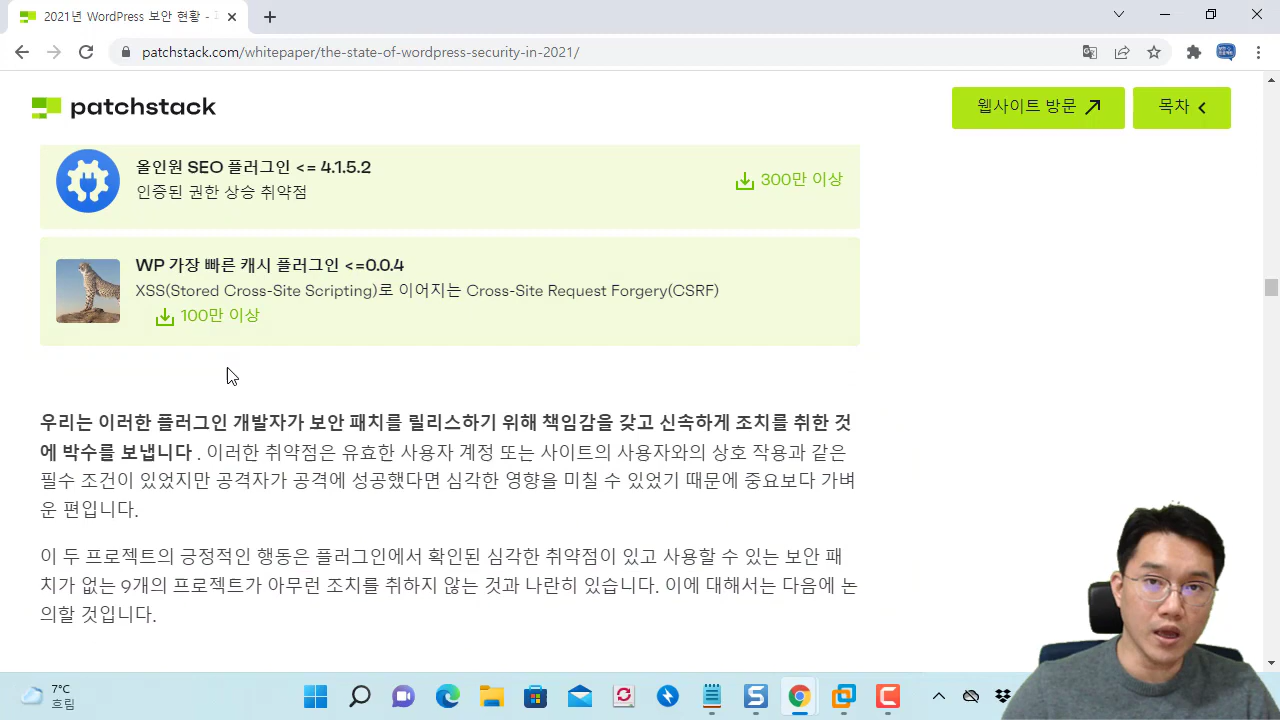 2021년 WordPress 보안 현황 -
patchstack.com/whitepaper/the-state-of-wordpress-security-in-2021/
patchstack
웹사이트 방문
목차
올인원 SEO 플러그인 <= 4.1.5.2
인증된 권한 상승 취약점
300만 이상
WP 가장 빠른 캐시 플러그인 <=0.0.4
XSS(Stored Cross-Site Scripting)로 이어지는 Cross-Site Request Forgery(CSRF)
100만 이상
우리는 이러한 플러그인 개발자가 보안 패치를 릴리스하기 위해 책임감을 갖고 신속하게 조치를 취한 것
에 박수를 보냅니다 . 이러한 취약점은 유효한 사용자 계정 또는 사이트의 사용자와의 상호 작용과 같은
필수 조건이 있었지만 공격자가 공격에 성공했다면 심각한 영향을 미칠 수 있었기 때문에 중요보다 가벼
운 편입니다.
이 두 프로젝트의 긍정적인 행동은 플러그인에서 확인된 심각한 취약점이 있고 사용할 수 있는 보안 패
치가 없는 9개의 프로젝트가 아무런 조치를 취하지 않는 것과 나란히 있습니다. 이에 대해서는 다음에 논
의할 것입니다.
7°C
흐림